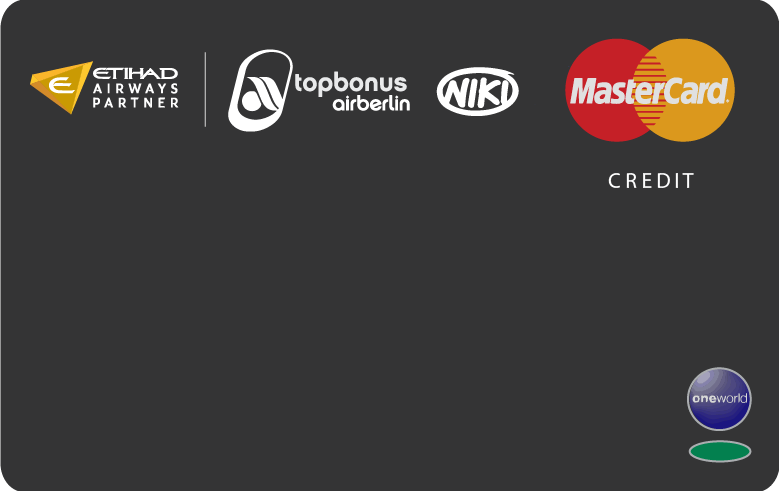 ETIHAD
AIRWAYS
PARTNER
topbonus
airberlin
NIKI
MasterCard
CREDIT
oneworld